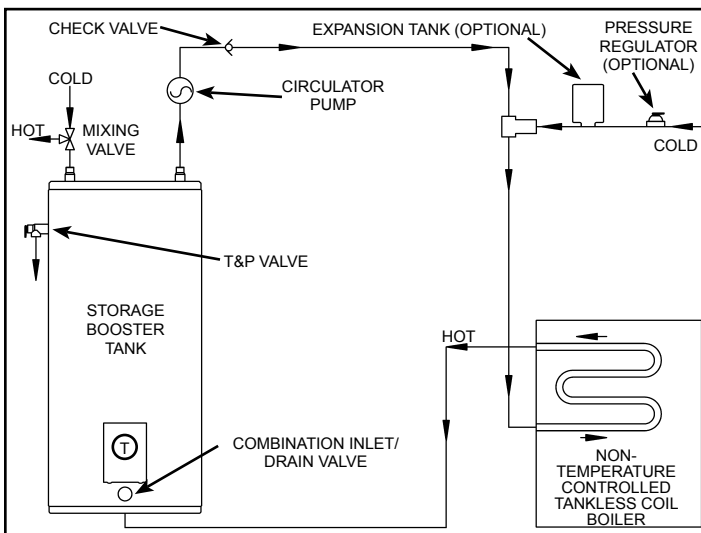 CHECK VALVE
EXPANSION TANK (OPTIONAL)
PRESSURE
REGULATOR
(OPTIONAL)
COLD
CIRCULATOR
PUMP
HOT
MIXING
VALVE
COLD
T&P VALVE
STORAGE
BOOSTER
TANK
HOT
T
COMBINATION INLET/
DRAIN VALVE
NON-
TEMPERATURE
CONTROLLED
TANKLESS COIL
BOILER